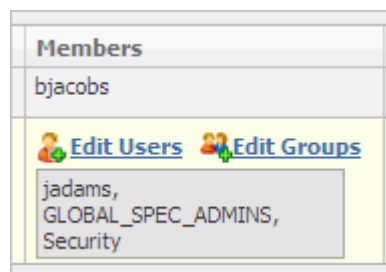 Members
bjacobs
Edit Users Edit Groups
jadams,
GLOBAL_SPEC_ADMINS,
Security